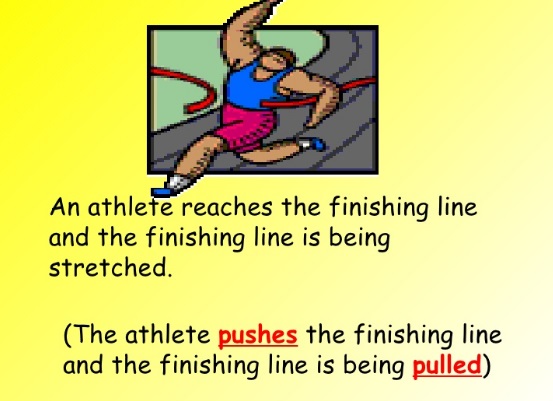 An athlete reaches the finishing line
and the finishing line is being
stretched.
(The athlete pushes the finishing line
and the finishing line is being pulled)